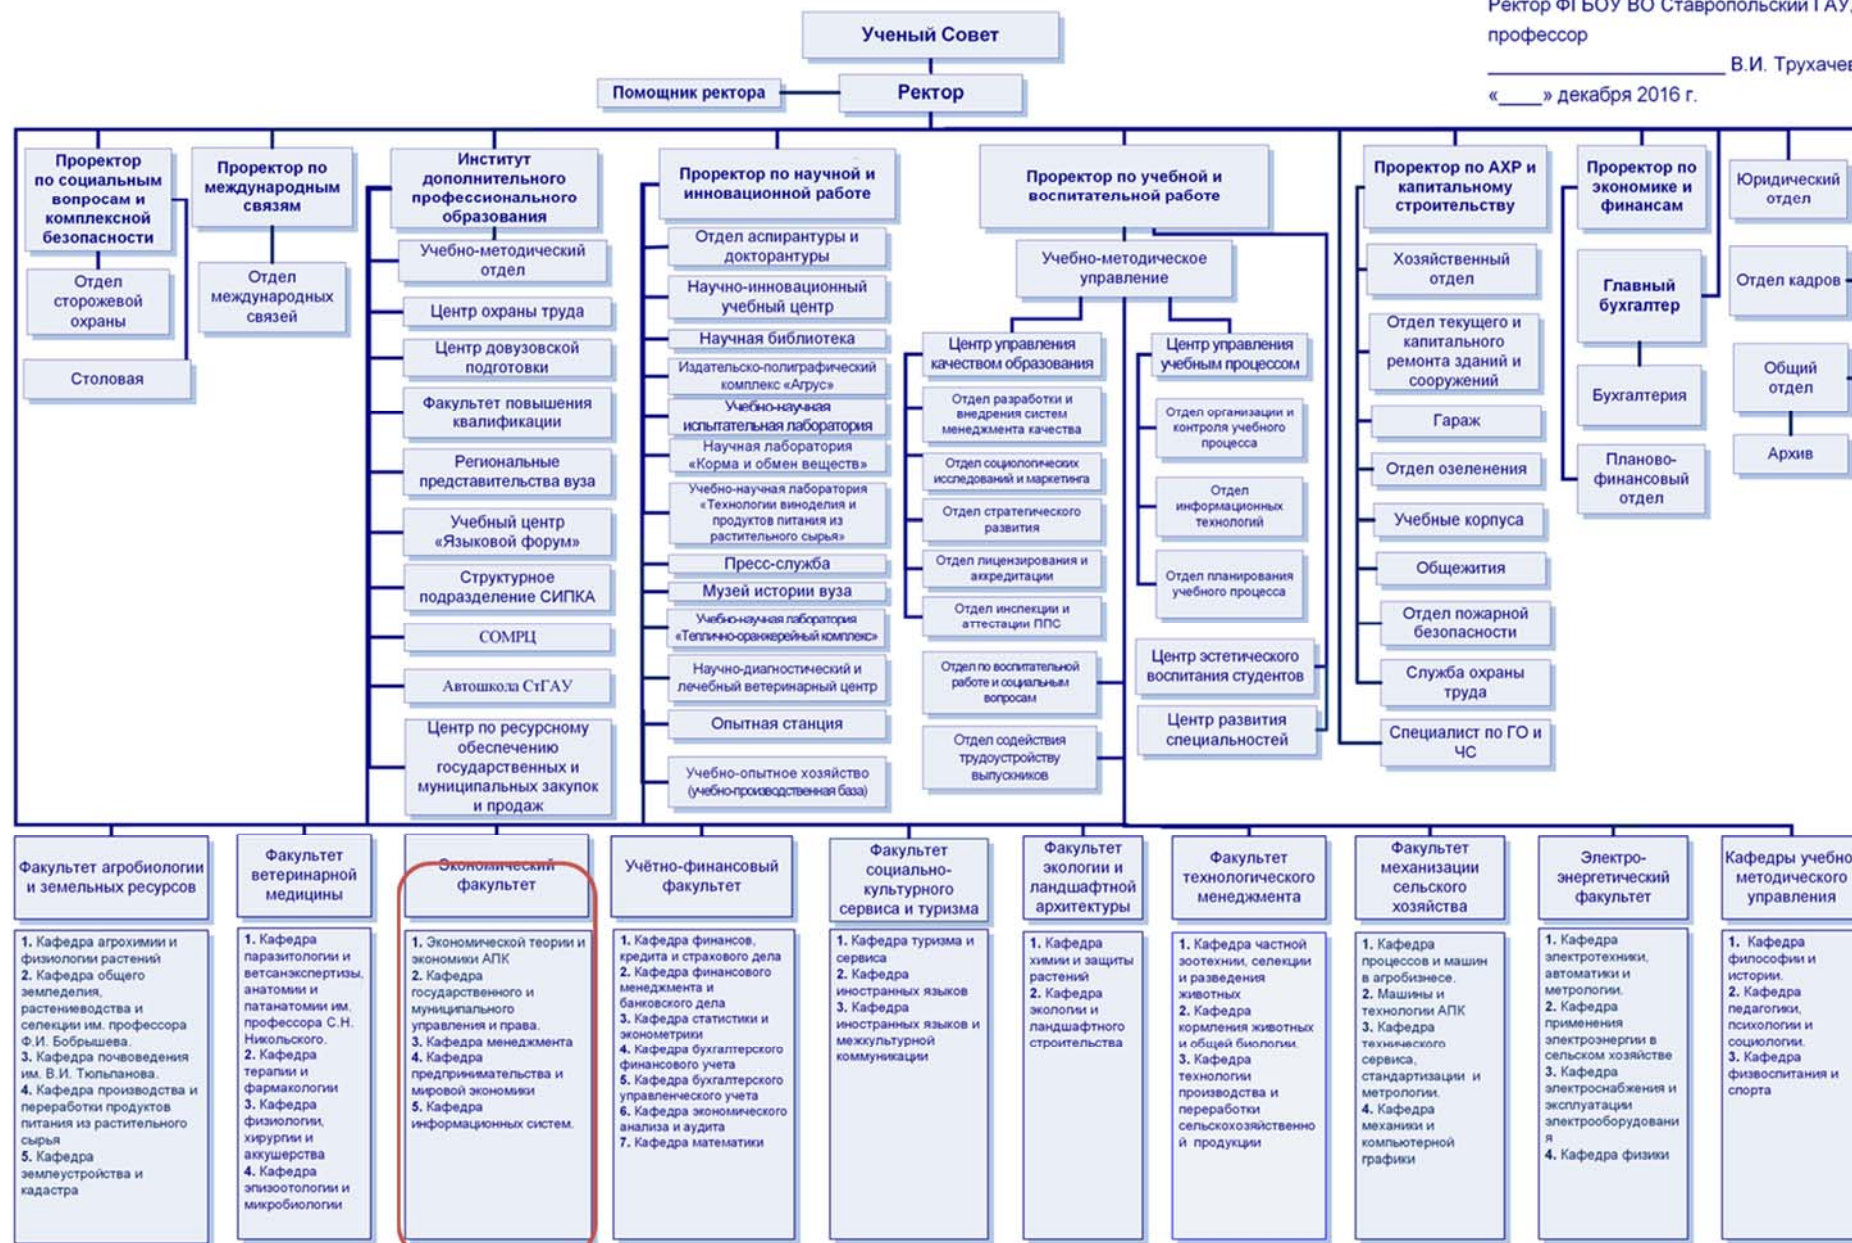 Ректор ФГБОУ ВО Ставропольский ГАУ,
профессор
В.И. Трухачев
«____» декабря 2016 г.
Ученый Совет
Помощник ректора
Ректор
Проректор
по социальным
вопросам и
комплексной
безопасности
Отдел
сторожевой
охраны
Столовая
Проректор по
международным
связям
Отдел
международных
связей
Институт
дополнительного
профессионального
образования
Учебно-методический
отдел
Центр охраны труда
Центр довузовской
подготовки
Факультет повышения
квалификации
Региональные
представительства вуза
Учебный центр
«Языковой форум»
Структурное
подразделение СИПКА
СОМРЦ
Автошкола СтГАУ
Центр по ресурсному
обеспечению
государственных и
муниципальных закупок
и продаж
Проректор по научной и
инновационной работе
Отдел аспирантуры и
докторантуры
Научно-инновационный
учебный центр
Научная библиотека
Издательско-полиграфический
комплекс «Агрус»
Учебно-научная
испытательная лаборатория
Научная лаборатория
«Корма и обмен веществ»
Учебно-научная лаборатория
«Технологии виноделия и
продуктов питания из
растительного сырья»
Пресс-служба
Музей истории вуза
Учебно-научная лаборатория
«Теплично-оранжерейный комплекс»
Научно-диагностический и
лечебный ветеринарный центр
Опытная станция
Учебно-опытное хозяйство
(учебно-производственная база)
Проректор по учебной и
воспитательной работе
Учебно-методическое
управление
Центр управления
качеством образования
Отдел разработки и
внедрения систем
менеджмента качества
Отдел социологических
исследований и маркетинга
Отдел стратегического
развития
Отдел лицензирования и
аккредитации
Отдел инспекции и
аттестации ППС
Отдел по воспитательной
работе и социальным
вопросам
Отдел содействия
трудоустройству
выпускников
Центр управления
учебным процессом
Отдел организации и
контроля учебного
процесса
Отдел
информационных
технологий
Отдел планирования
учебного процесса
Центр эстетического
воспитания студентов
Центр развития
специальностей
Проректор по АХР и
капитальному
строительству
Хозяйственный
отдел
Отдел текущего и
капитального
ремонта зданий и
сооружений
Гараж
Отдел озеленения
Учебные корпуса
Общежития
Отдел пожарной
безопасности
Служба охраны
труда
Специалист по ГО и
ЧС
Проректор по
экономике и
финансам
Главный
бухгалтер
Бухгалтерия
Планово-
финансовый
отдел
Юридический
отдел
Отдел кадров
Общий
отдел
Архив
Факультет агробиологии
и земельных ресурсов
1. Кафедра агрохимии и
физиологии растений
2. Кафедра общего
земледелия,
растениеводства и
селекции им. профессора
Ф.И. Бобрышева.
3. Кафедра почвоведения
им. В.И. Тюльпанова.
4. Кафедра производства и
переработки продуктов
питания из растительного
сырья
5. Кафедра
землеустройства и
кадастра
Факультет
ветеринарной
медицины
1. Кафедра
паразитологии и
ветсанэкспертизы,
анатомии и
патанатомии им.
профессора С.Н.
Никольского.
2. Кафедра
терапии и
фармакологии
3. Кафедра
физиологии,
хирургии и
аккушерства
4. Кафедра
эпизоотологии и
микробиологии
Экономический
факультет
1. Экономической теории и
экономики АПК
2. Кафедра
государственного и
муниципального
управления и права.
3. Кафедра менеджмента
4. Кафедра
предпринимательства и
мировой экономики
5. Кафедра
информационных систем.
Учётно-финансовый
факультет
1. Кафедра финансов,
кредита и страхового дела
2. Кафедра финансового
менеджмента и
банковского дела
3. Кафедра статистики и
эконометрики
4. Кафедра бухгалтерского
финансового учета
5. Кафедра бухгалтерского
управленческого учета
6. Кафедра экономического
анализа и аудита
7. Кафедра математики
Факультет
социально-
культурного
сервиса и туризма
1. Кафедра туризма и
сервиса
2. Кафедра
иностранных языков
3. Кафедра
иностранных языков и
межкультурной
коммуникации
Факультет
экологии и
ландшафтной
архитектуры
1. Кафедра
химии и защиты
растений
2. Кафедра
экологии и
ландшафтного
строительства
Факультет
технологического
менеджмента
1. Кафедра частной
зоотехнии, селекции
и разведения
животных
2. Кафедра
кормления животных
и общей биологии.
3. Кафедра
технологии
производства и
переработки
сельскохозяйственно
й продукции
Факультет
механизации
сельского
хозяйства
1. Кафедра
процессов и машин
в агробизнесе.
2. Машины и
технологии АПК
3. Кафедра
технического
сервиса,
стандартизации и
метрологии.
4. Кафедра
механики и
компьютерной
графики
Электро-
энергетический
факультет
1. Кафедра
электротехники,
автоматики и
метрологии.
2. Кафедра
применения
электроэнергии в
сельском хозяйстве
3. Кафедра
электроснабжения и
эксплуатации
электрооборудовани
я
4. Кафедра физики
Кафедры учебно
методического
управления
1. Кафедра
философии и
истории.
2. Кафедра
педагогики,
психологии и
социологии.
3. Кафедра
физвоспитания и
спорта